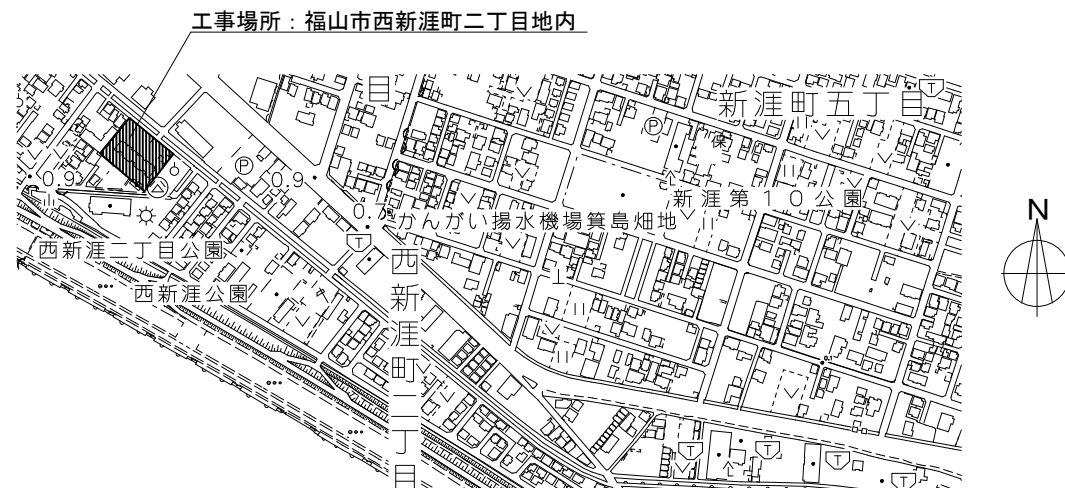 工事場所：福山市西新涯町二丁目地内
目
新涯町五丁目
T
P
保
P
0.9
0.9
新涯第10公園
かんがい揚水機場箕島畑地
T
N
西新涯二丁目公園
西新涯公園
西新涯町二丁目
T
T
T
T